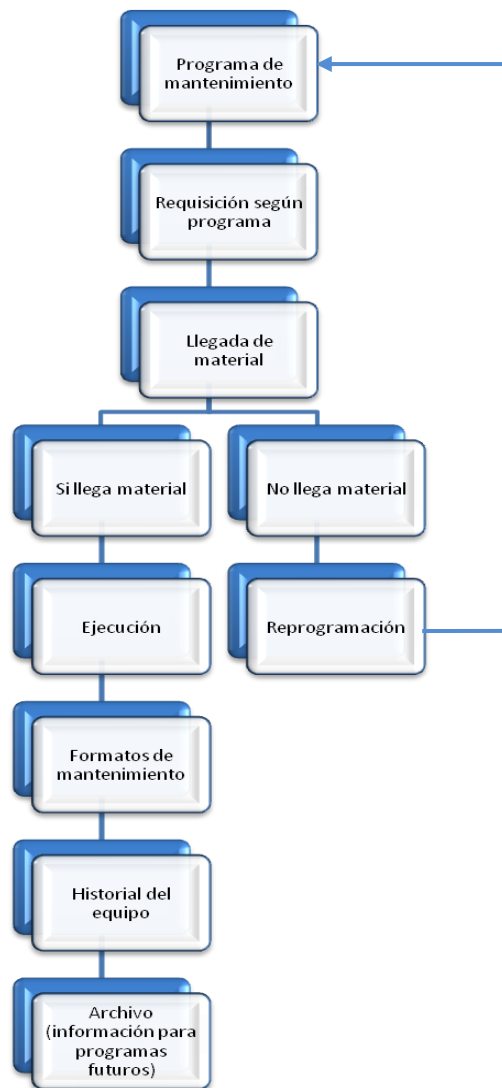 Programa de
mantenimiento
Requisición según
programa
Llegada de
material
Si llega material
No llega material
Ejecución
Reprogramación
Formatos de
mantenimiento
Historial del
equipo
Archivo
(información para
programas
futuros)